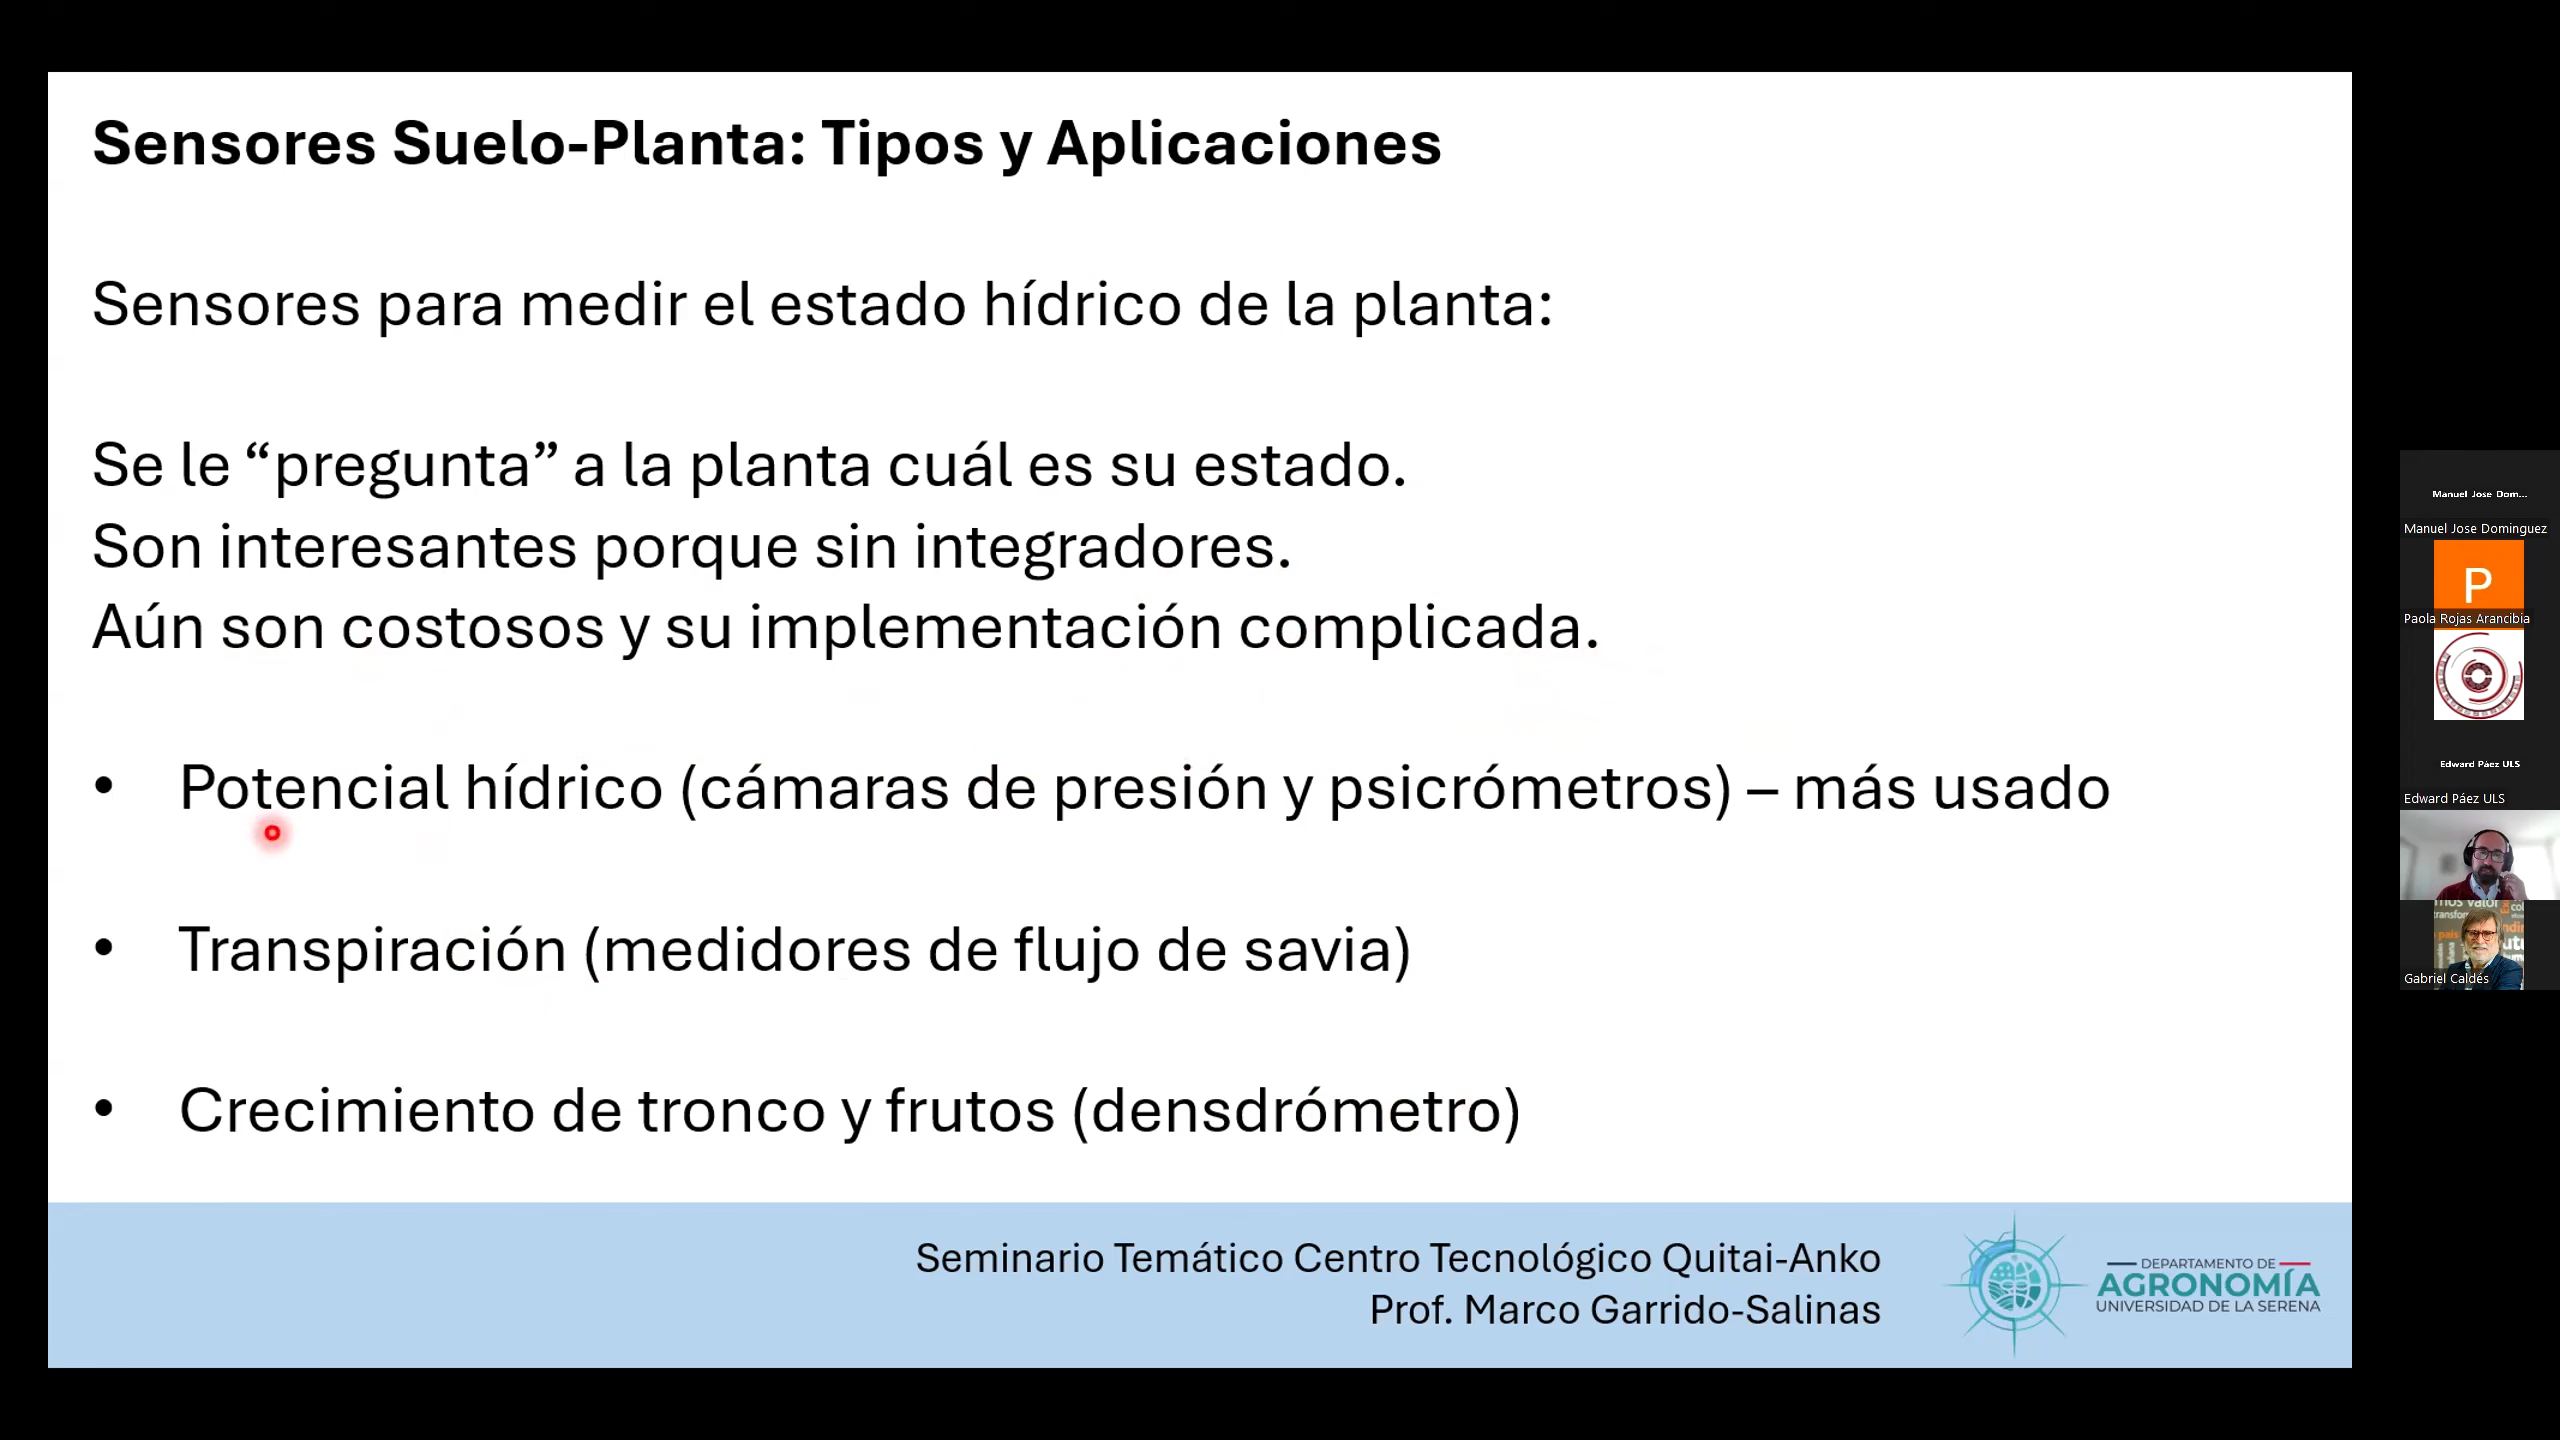 Sensores Suelo-Planta: Tipos y Aplicaciones
Sensores para medir el estado hídrico de la planta:
Se le “pregunta” a la planta cuál es su estado.
Son interesantes porque sin integradores.
Aún son costosos y su implementación complicada.
• Potencial hídrico (cámaras de presión y psicrómetros) – más usado
• Transpiración (medidores de flujo de savia)
• Crecimiento de tronco y frutos (densdrómetro)
Seminario Temático Centro Tecnológico Quitai-Anko
Prof. Marco Garrido-Salinas
DEPARTAMENTO DE
AGRONOMÍA
UNIVERSIDAD DE LA SERENA
Manuel Jose Dom...
Manuel Jose Dominguez
P
Paola Rojas Arancibia
Edward Páez ULS
Edward Páez ULS
Gabriel Caldés